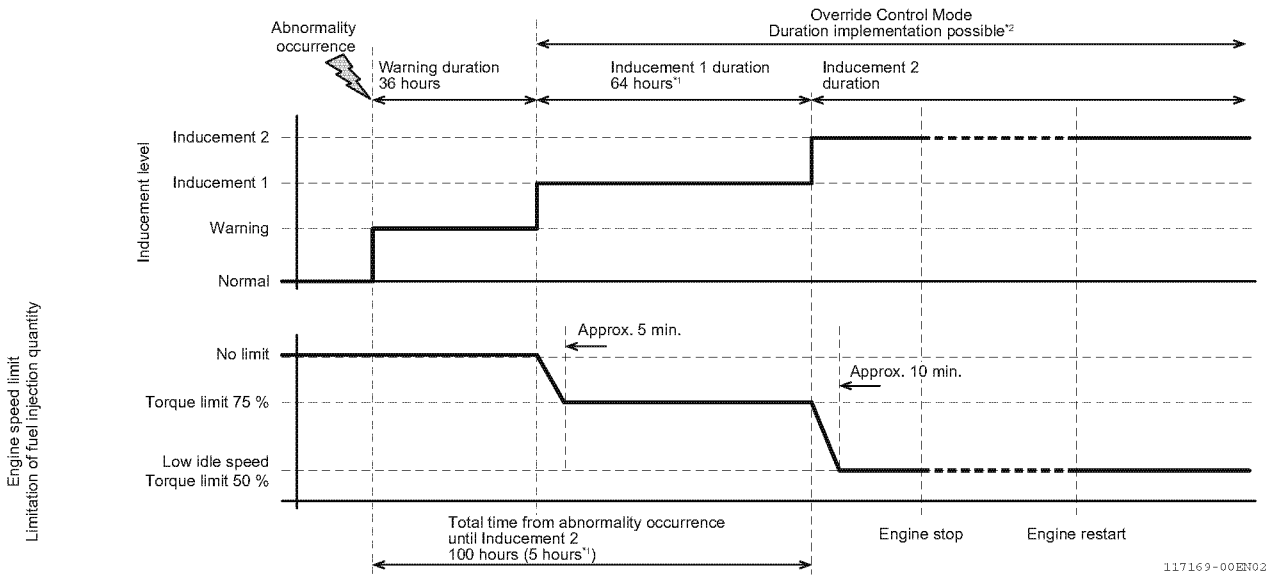 Override Control Mode
Duration implementation possible*2
Abnormality
occurrence
Warning duration
36 hours
Inducement 1 duration
64 hours*1
Inducement 2
duration
Inducement level
Inducement 2
Inducement 1
Warning
Normal
Engine speed limit
Limitation of fuel injection quantity
No limit
Approx. 5 min.
Approx. 10 min.
Torque limit 75 %
Low idle speed
Torque limit 50 %
Total time from abnormality occurrence
until Inducement 2
100 hours (5 hours*1)
Engine stop
Engine restart
117169-00EN02